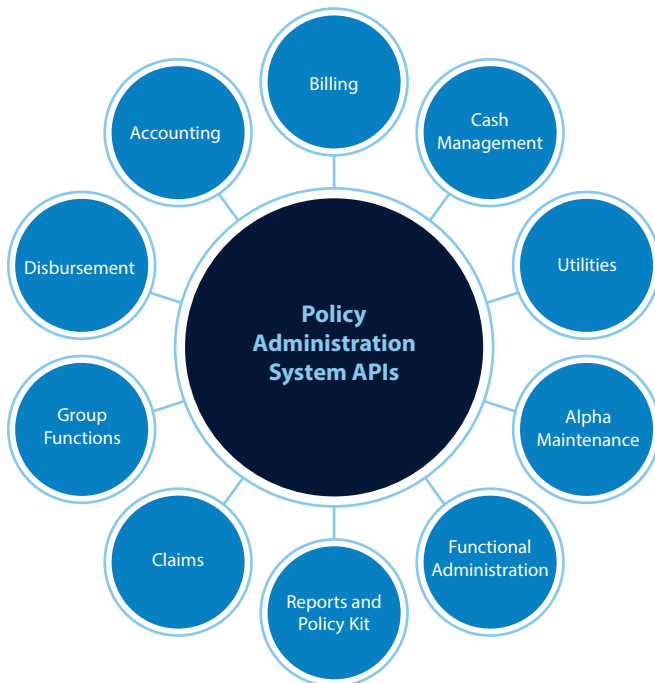 Billing
Cash
Management
Utilities
Alpha
Maintenance
Functional
Administration
Reports and
Policy Kit
Claims
Group
Functions
Disbursement
Accounting
Policy
Administration
System APIs